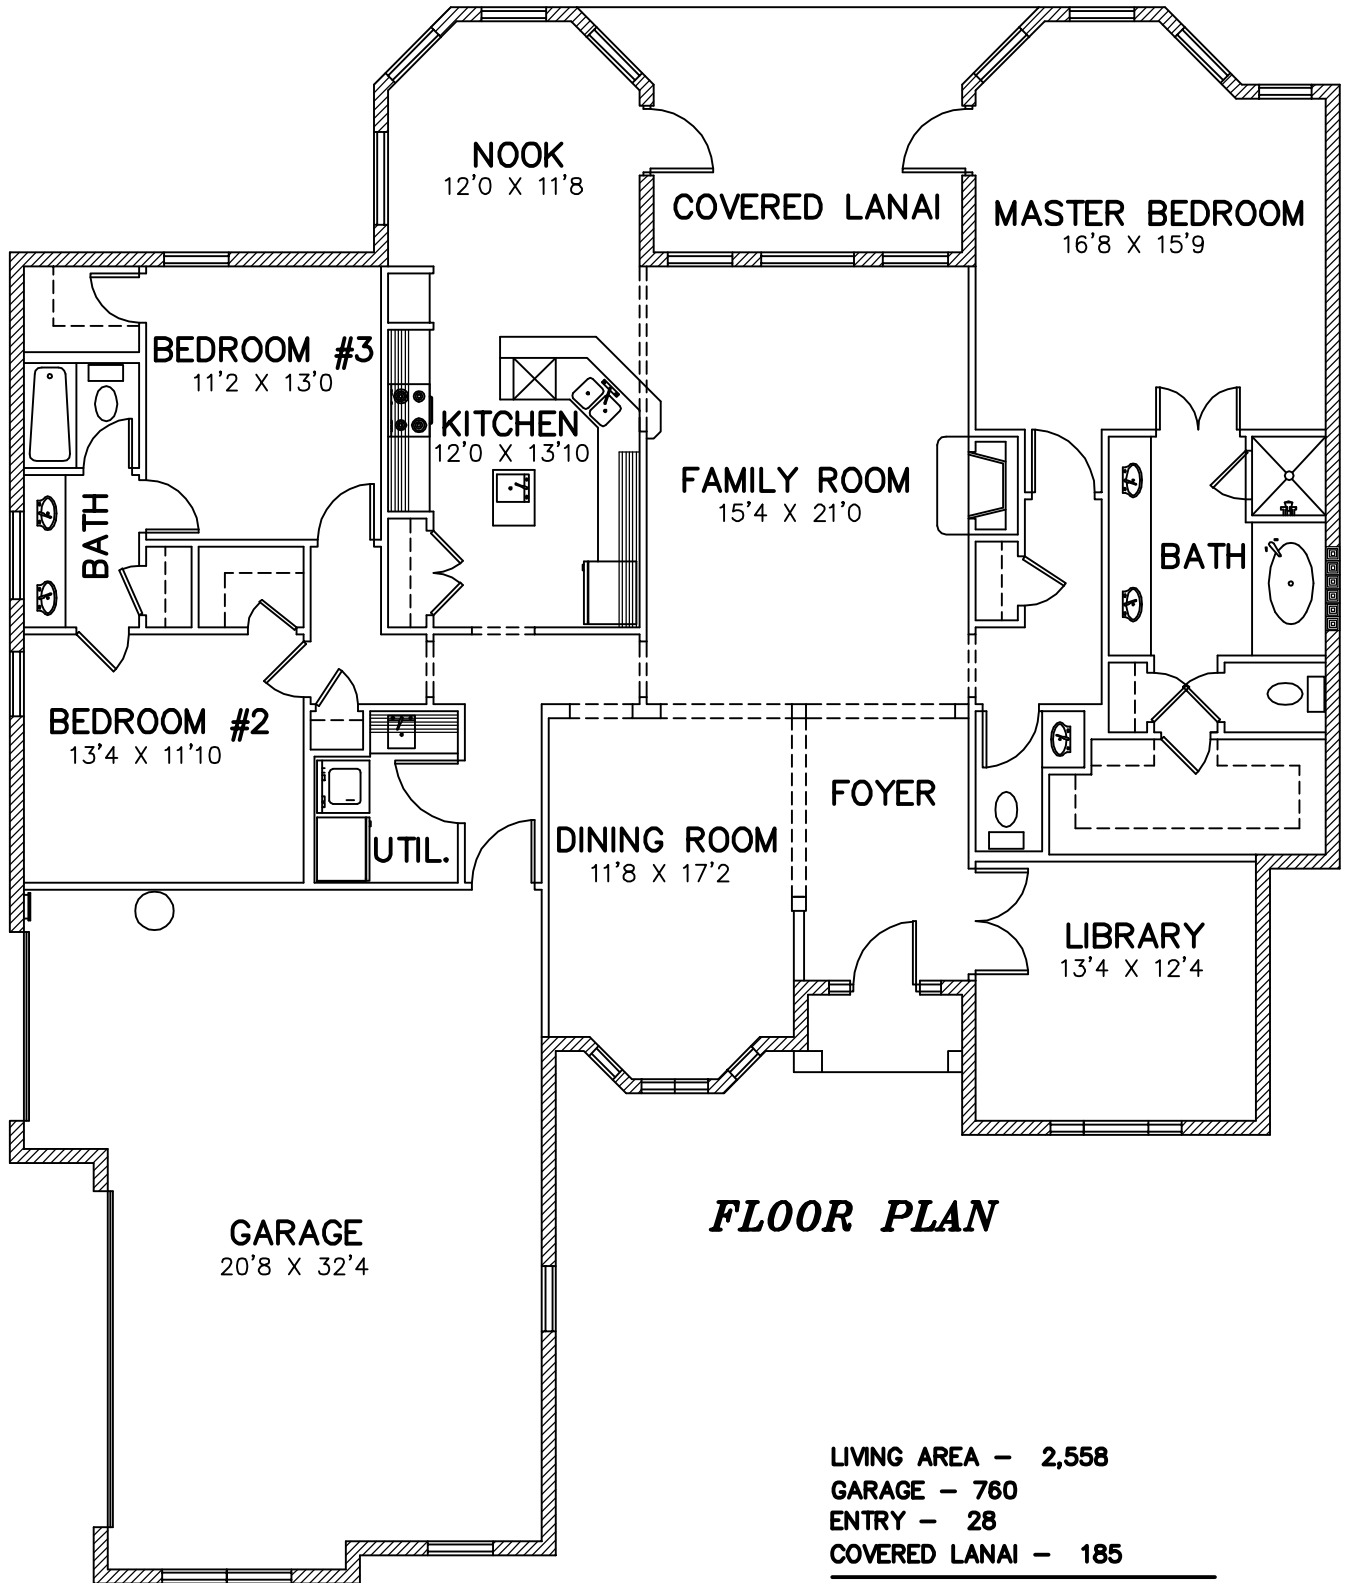 NOOK
12'0 X 11'8
COVERED LANAI
MASTER BEDROOM
16'8 X 15'9
BEDROOM #3
11'2 X 13'0
KITCHEN
12'0 X 13'10
FAMILY ROOM
15'4 X 21'0
BATH
BATH
BEDROOM #2
13'4 X 11'10
UTIL.
DINING ROOM
11'8 X 17'2
FOYER
LIBRARY
13'4 X 12'4
GARAGE
20'8 X 32'4
FLOOR PLAN
LIVING AREA – 2,558
GARAGE – 760
ENTRY – 28
COVERED LANAI – 185